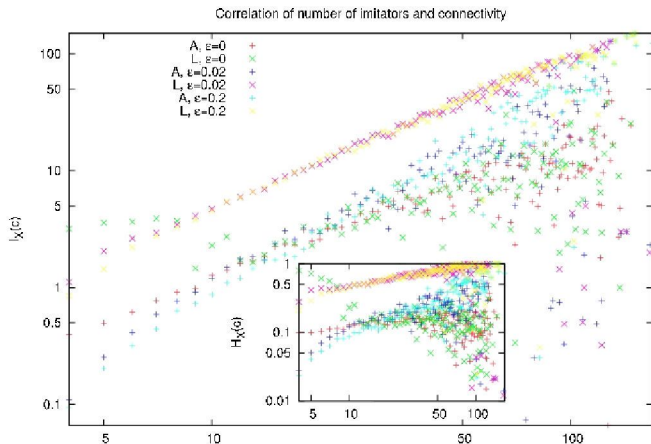 Correlation of number of imitators and connectivity
A, ε=0
L, ε=0
A, ε=0.02
L, ε=0.02
A, ε=0.2
L, ε=0.2
100
50
10
5
1
0.5
0.1
I_χ(c)
5
10
50
100
1
0.5
0.1
0.05
0.01
H_χ(c)
5
10
50
100